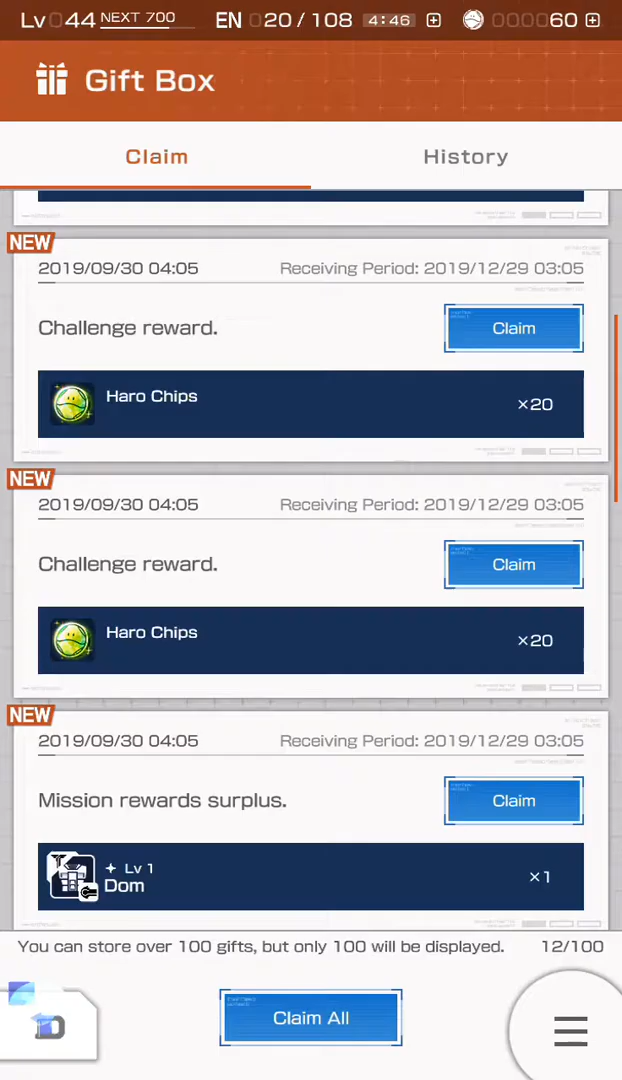 Lv 044 NEXT 700 EN 020 / 108 4:46 000060
Gift Box
Claim History
NEW
2019/09/30 04:05 Receiving Period: 2019/12/29 03:05
Challenge reward. Claim
Haro Chips ×20
NEW
2019/09/30 04:05 Receiving Period: 2019/12/29 03:05
Challenge reward. Claim
Haro Chips ×20
NEW
2019/09/30 04:05 Receiving Period: 2019/12/29 03:05
Mission rewards surplus. Claim
Lv 1
Dom ×1
You can store over 100 gifts, but only 100 will be displayed. 12/100
Claim All